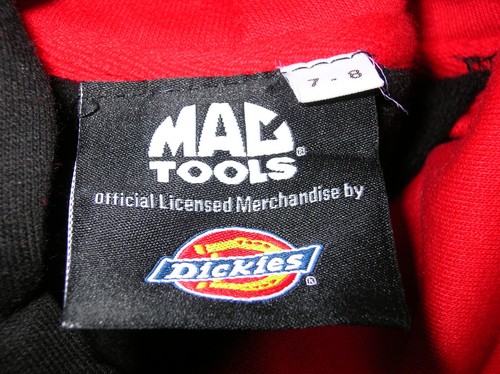 7 - 8
MAC
TOOLS®
Official Licensed Merchandise by
Dickies®